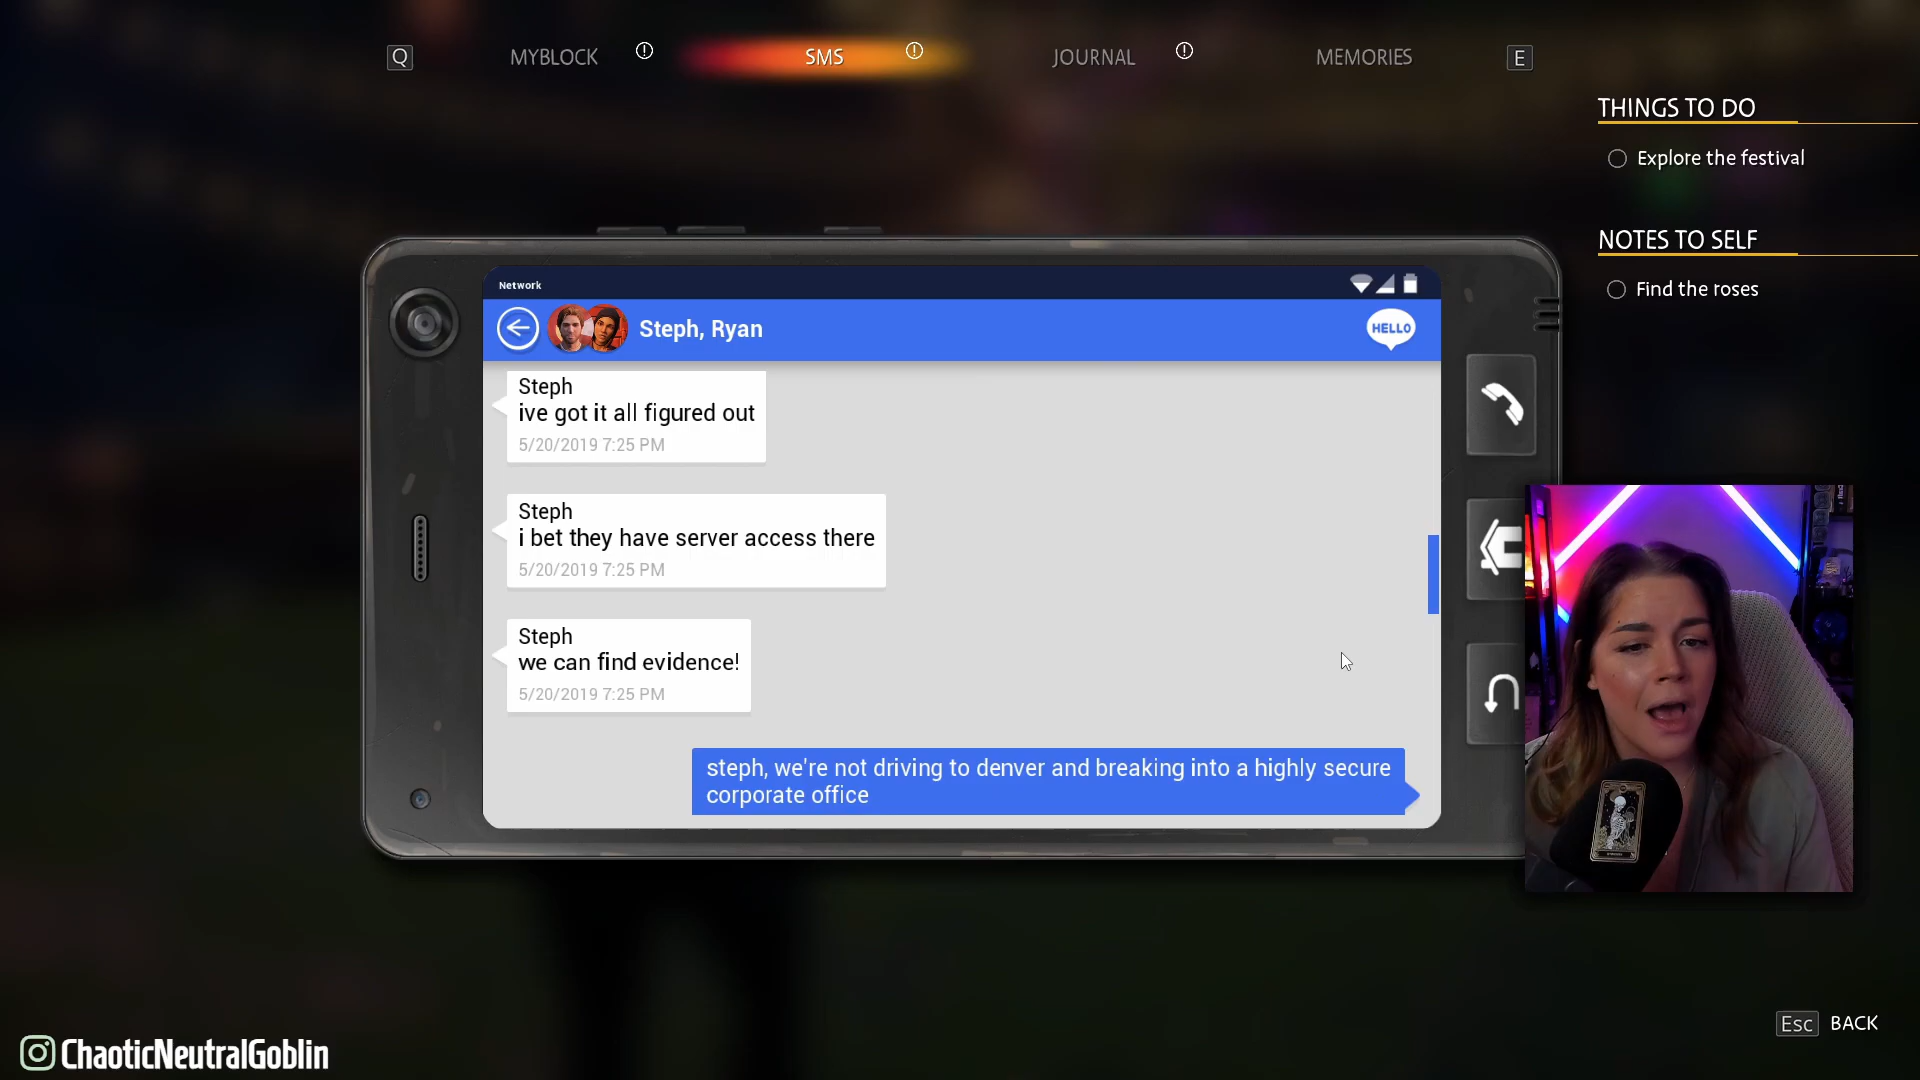 Q
MYBLOCK
SMS
JOURNAL
MEMORIES
E
THINGS TO DO
Explore the festival
NOTES TO SELF
Find the roses
Network
Steph, Ryan
HELLO
Steph
ive got it all figured out
5/20/2019 7:25 PM
Steph
i bet they have server access there
5/20/2019 7:25 PM
Steph
we can find evidence!
5/20/2019 7:25 PM
steph, we're not driving to denver and breaking into a highly secure
corporate office
Esc BACK
ChaoticNeutralGoblin